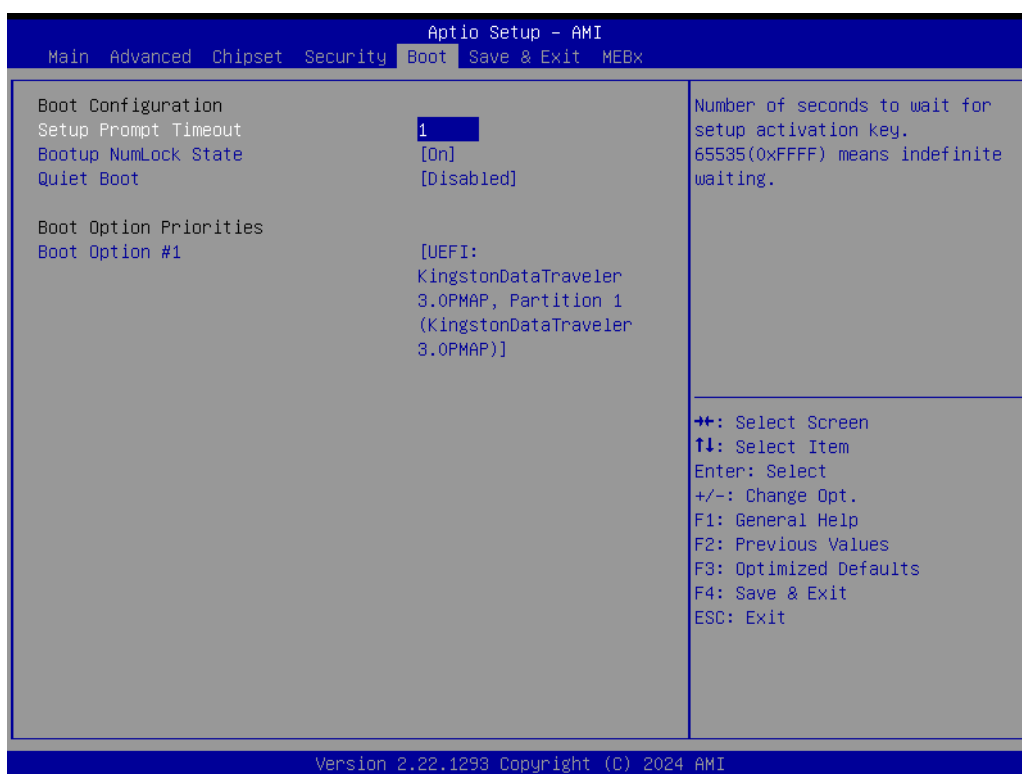 Aptio Setup – AMI
Main Advanced Chipset Security Boot Save & Exit MEBx
Boot Configuration
Setup Prompt Timeout 1
Bootup NumLock State [On]
Quiet Boot [Disabled]
Boot Option Priorities
Boot Option #1 [UEFI:
KingstonDataTraveler
3.0PMAP, Partition 1
(KingstonDataTraveler
3.0PMAP)]
Number of seconds to wait for
setup activation key.
65535(0xFFFF) means indefinite
waiting.
→←: Select Screen
↑↓: Select Item
Enter: Select
+/-: Change Opt.
F1: General Help
F2: Previous Values
F3: Optimized Defaults
F4: Save & Exit
ESC: Exit
Version 2.22.1293 Copyright (C) 2024 AMI